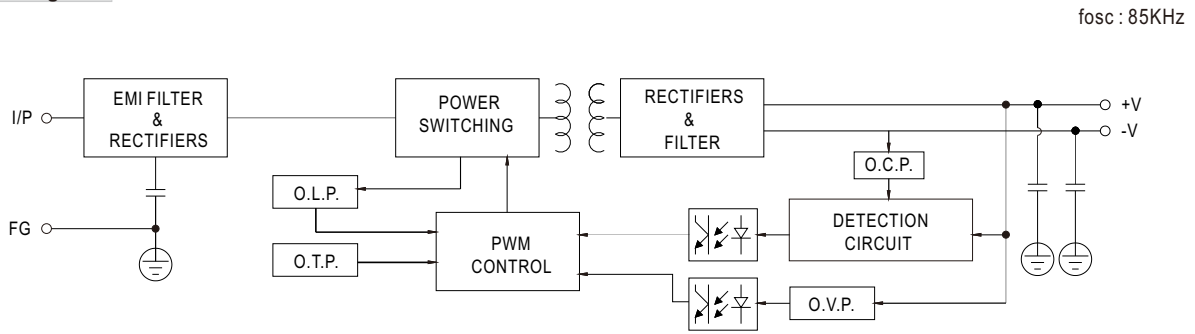 fosc : 85KHz
I/P
EMI FILTER
&
RECTIFIERS
POWER
SWITCHING
RECTIFIERS
&
FILTER
+V
-V
O.C.P.
O.L.P.
FG
PWM
CONTROL
DETECTION
CIRCUIT
O.T.P.
O.V.P.